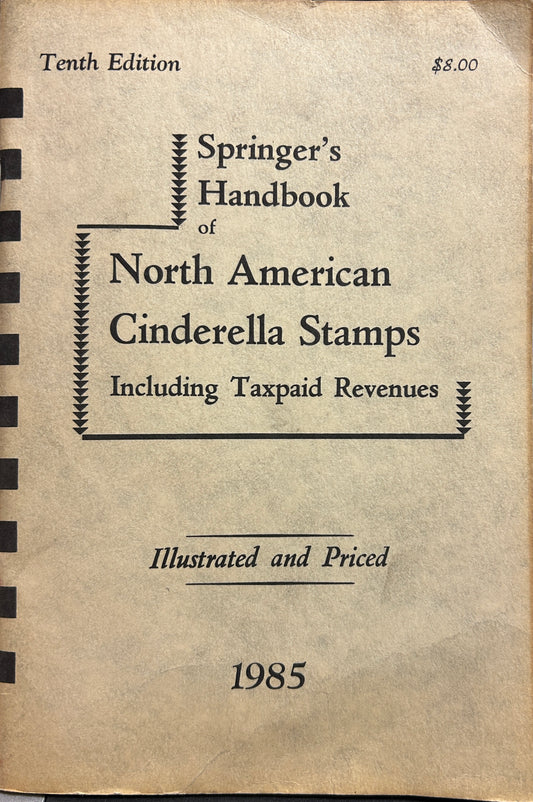 Tenth Edition
$8.00
Springer's
Handbook
of
North American
Cinderella Stamps
Including Taxpaid Revenues
Illustrated and Priced
1985